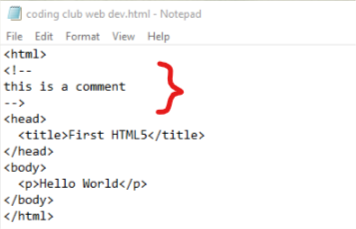 coding club web dev.html - Notepad
File Edit Format View Help
<html>
<!--
this is a comment
-->
<head>
  <title>First HTML5</title>
</head>
<body>
  <p>Hello World</p>
</body>
</html>